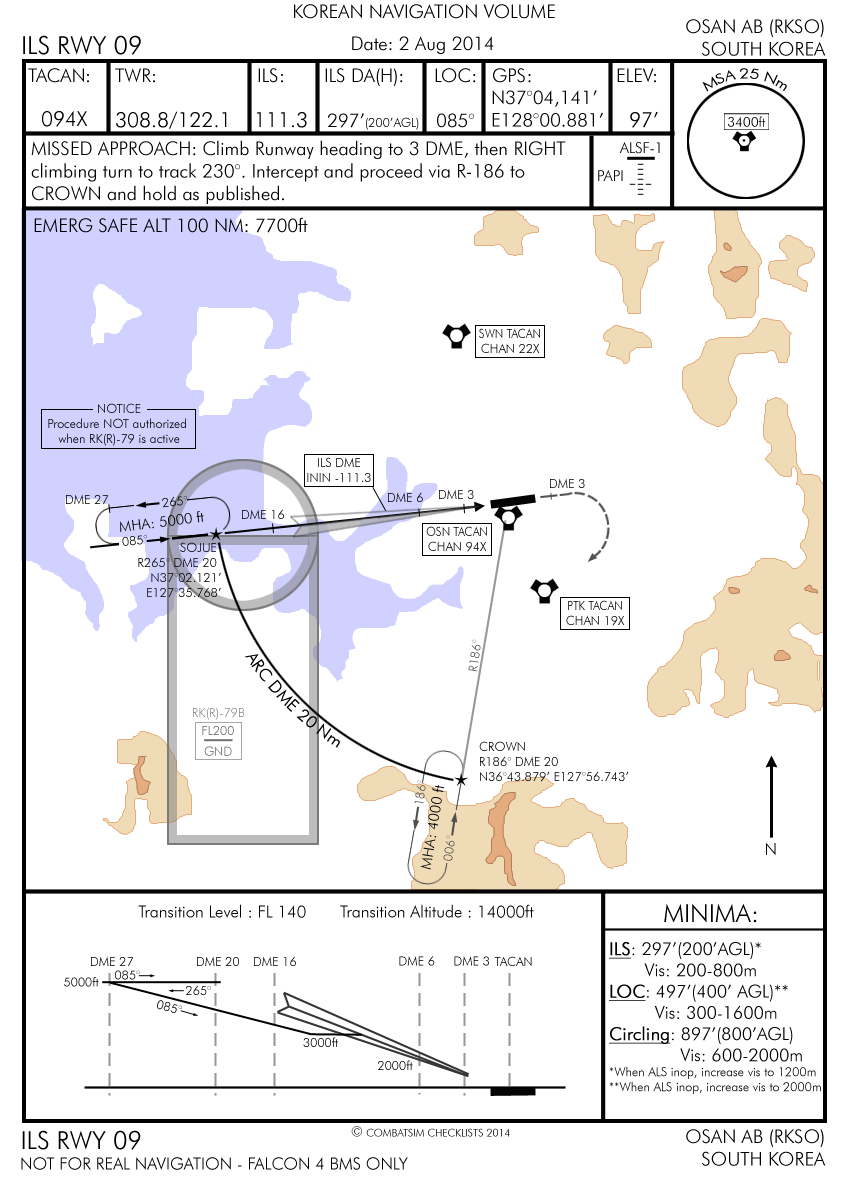 KOREAN NAVIGATION VOLUME
ILS RWY 09
Date: 2 Aug 2014
OSAN AB (RKSO)
SOUTH KOREA
TACAN:
094X
TWR:
308.8/122.1
ILS:
111.3
ILS DA(H):
297’(200’AGL)
LOC:
085°
GPS:
N37°04,141’
E128°00.881’
ELEV:
97’
MSA 25 Nm
3400ft
MISSED APPROACH: Climb Runway heading to 3 DME, then RIGHT
climbing turn to track 230°. Intercept and proceed via R-186 to
CROWN and hold as published.
ALSF-1
PAPI
EMERG SAFE ALT 100 NM: 7700ft
SWN TACAN
CHAN 22X
NOTICE
Procedure NOT authorized
when RK(R)-79 is active
ILS DME
ININ -111.3
DME 27
265°
MHA: 5000 ft
085°
DME 16
DME 6
DME 3
DME 3
OSN TACAN
CHAN 94X
SOJUE
R265° DME 20
N37°02.121’
E127°35.768’
PTK TACAN
CHAN 19X
R186°
ARC DME 20 Nm
RK(R)-79B
FL200
GND
CROWN
R186° DME 20
N36°43.879’ E127°56.743’
186°
MHA: 4000 ft
006°
N
Transition Level : FL 140
Transition Altitude : 14000ft
DME 27
DME 20
DME 16
DME 6
DME 3
TACAN
5000ft
085°
265°
085°
3000ft
2000ft
MINIMA:
ILS: 297’(200’AGL)*
Vis: 200-800m
LOC: 497’(400’ AGL)**
Vis: 300-1600m
Circling: 897’(800’AGL)
Vis: 600-2000m
*When ALS inop, increase vis to 1200m
**When ALS inop, increase vis to 2000m
ILS RWY 09
NOT FOR REAL NAVIGATION - FALCON 4 BMS ONLY
© COMBATSIM CHECKLISTS 2014
OSAN AB (RKSO)
SOUTH KOREA